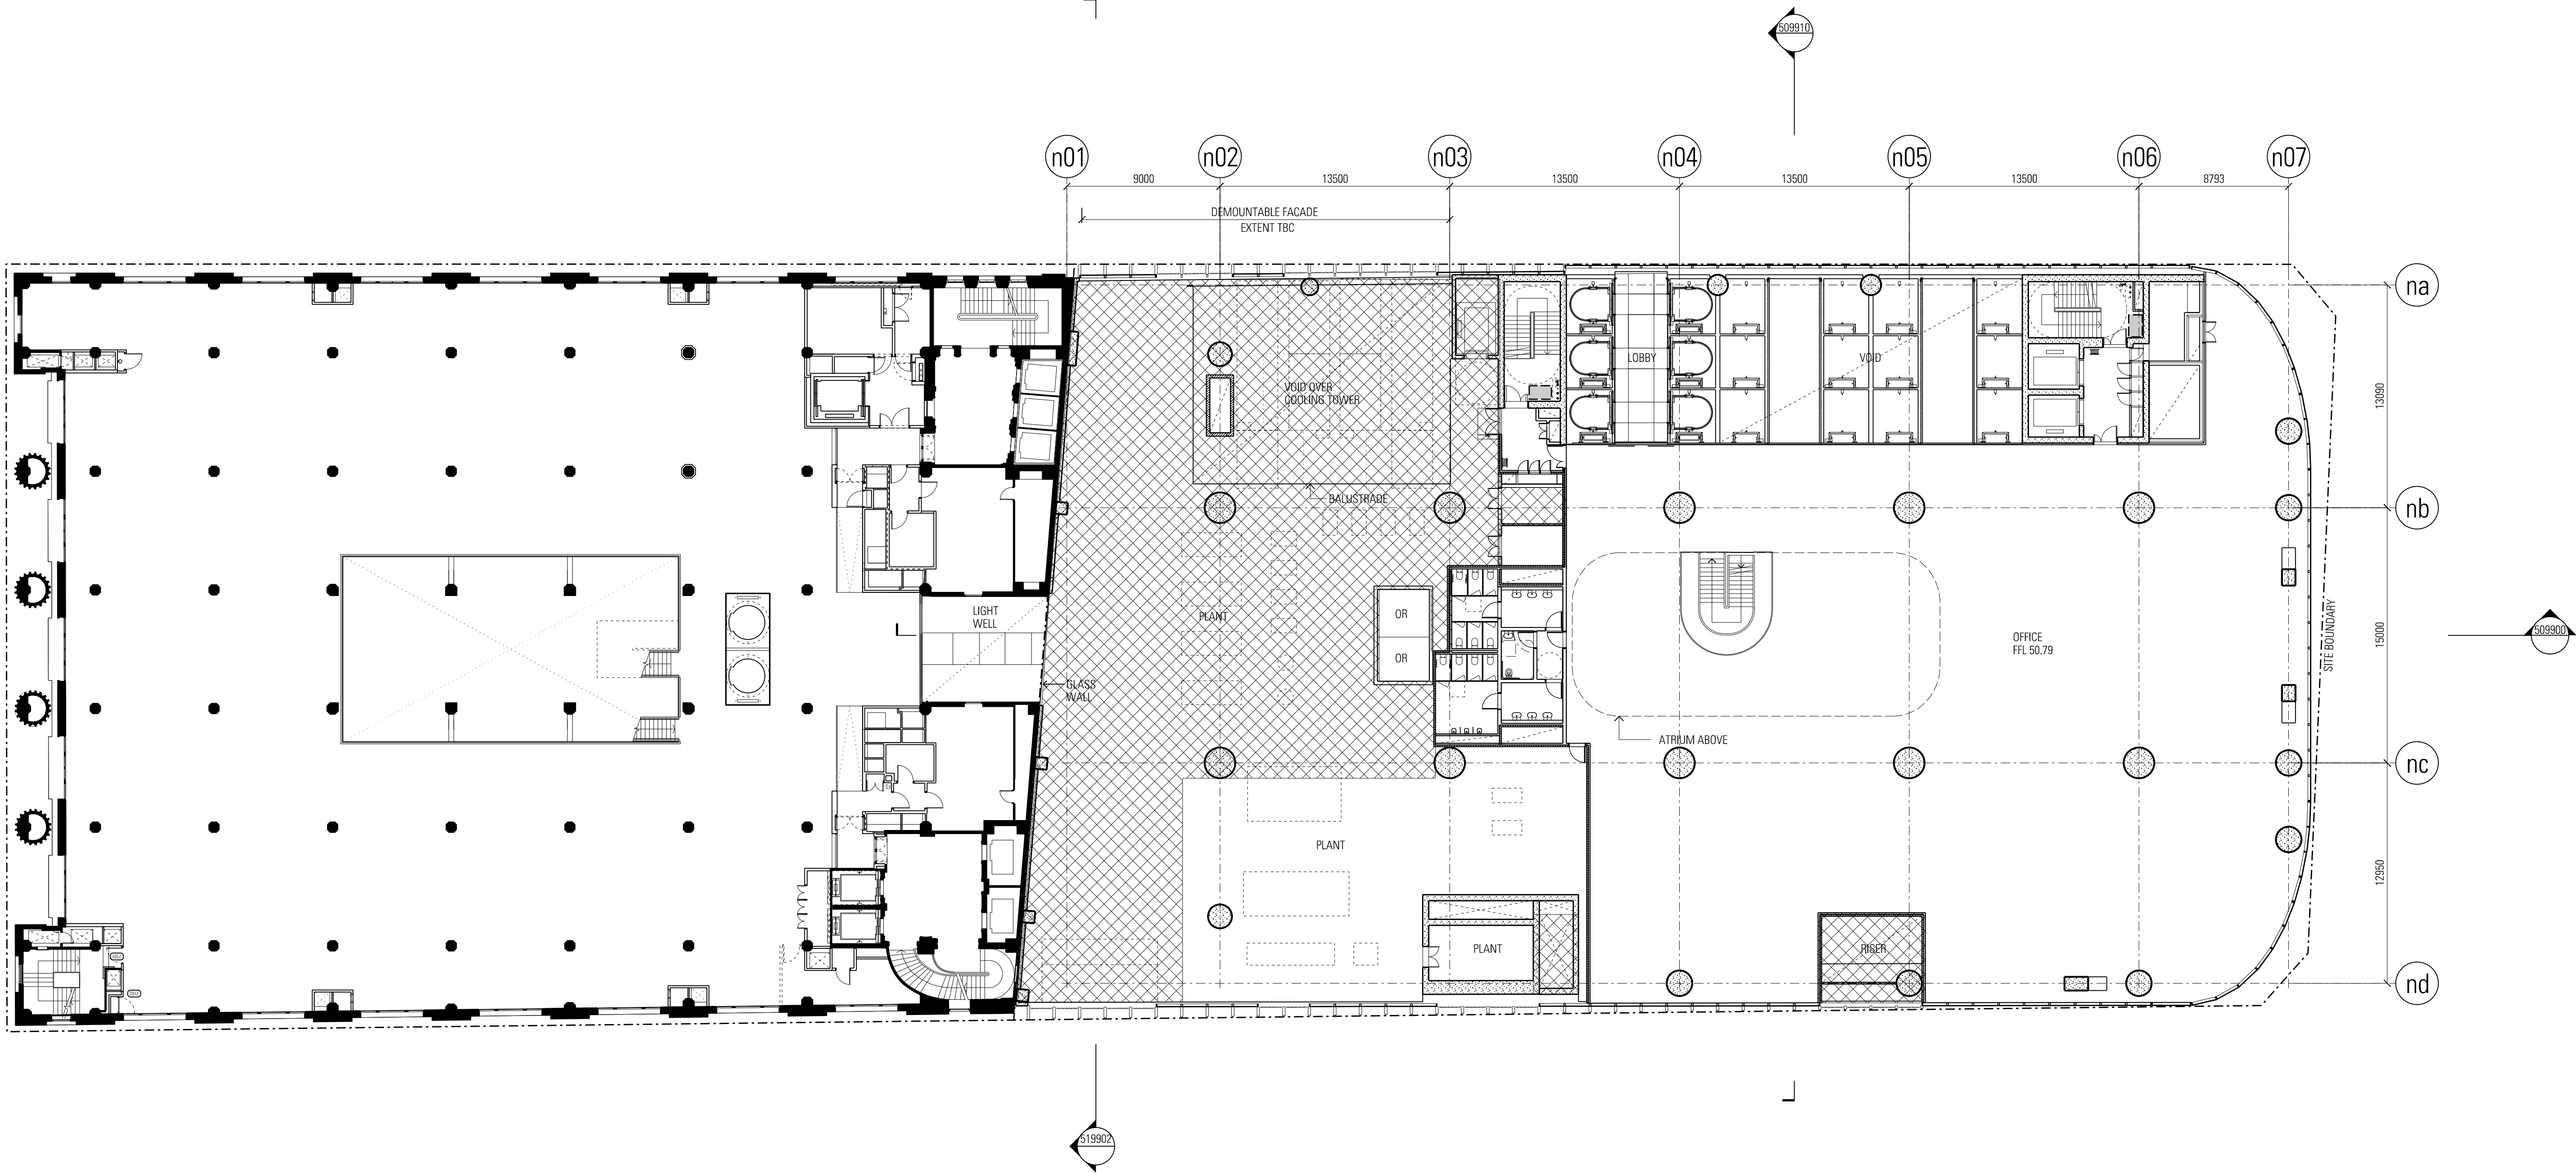 509910
n01
n02
n03
n04
n05
n06
n07
9000
13500
13500
13500
13500
8793
DEMOUNTABLE FACADE
EXTENT TBC
na
LOBBY
VOID
VOID OVER
COOLING TOWER
13090
BALUSTRADE
nb
LIGHT
WELL
PLANT
OR
OR
OFFICE
FFL 50.79
SITE BOUNDARY
15000
509900
GLASS
WALL
ATRIUM ABOVE
nc
PLANT
12950
PLANT
RISER
nd
519902